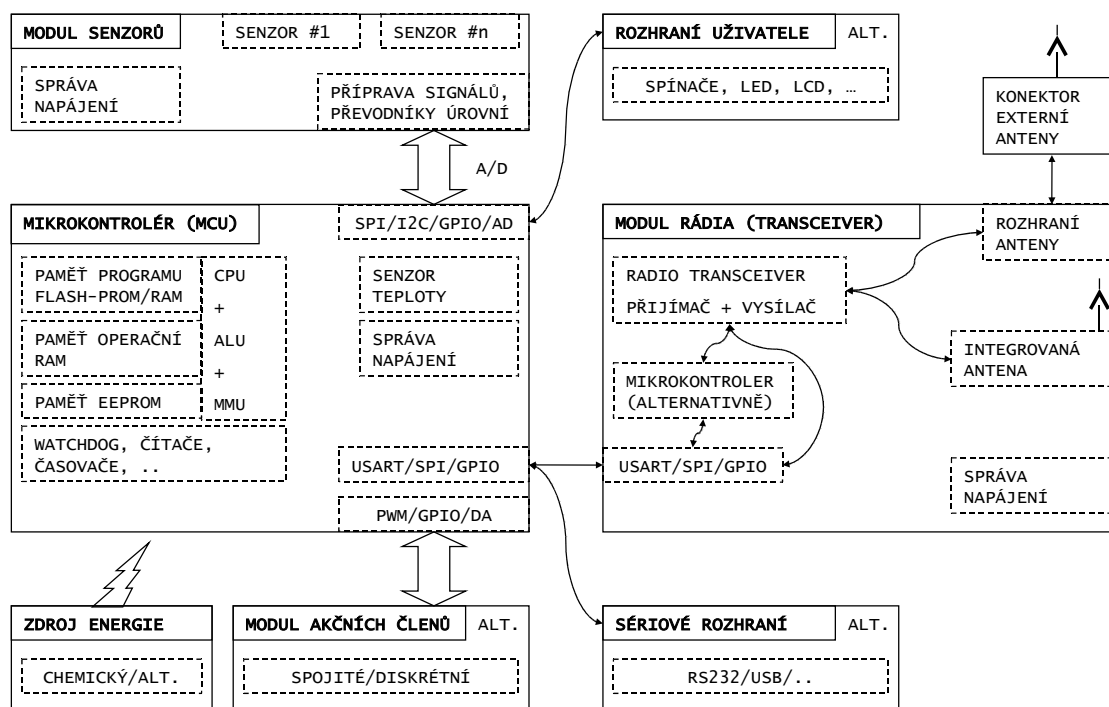 MODUL SENZORŮ
SENZOR #1
SENZOR #n
SPRÁVA
NAPÁJENÍ
PŘÍPRAVA SIGNÁLŮ,
PŘEVODNÍKY ÚROVNÍ
ROZHRANÍ UŽIVATELE
ALT.
SPÍNAČE, LED, LCD, …
KONEKTOR
EXTERNÍ
ANTENY
A/D
MIKROKONTROLÉR (MCU)
SPI/I2C/GPIO/AD
PAMĚŤ PROGRAMU
FLASH-PROM/RAM
PAMĚŤ OPERAČNÍ
RAM
PAMĚŤ EEPROM
CPU
+
ALU
+
MMU
SENZOR
TEPLOTY
SPRÁVA
NAPÁJENÍ
WATCHDOG, ČÍTAČE,
ČASOVAČE, ..
USART/SPI/GPIO
PWM/GPIO/DA
MODUL RÁDIA (TRANSCEIVER)
ROZHRANÍ
ANTENY
RADIO TRANSCEIVER
PŘIJÍMAČ + VYSÍLAČ
INTEGROVANÁ
ANTENA
MIKROKONTROLER
(ALTERNATIVNĚ)
USART/SPI/GPIO
SPRÁVA
NAPÁJENÍ
ZDROJ ENERGIE
CHEMICKÝ/ALT.
MODUL AKČNÍCH ČLENŮ
ALT.
SPOJITÉ/DISKRÉTNÍ
SÉRIOVÉ ROZHRANÍ
ALT.
RS232/USB/..